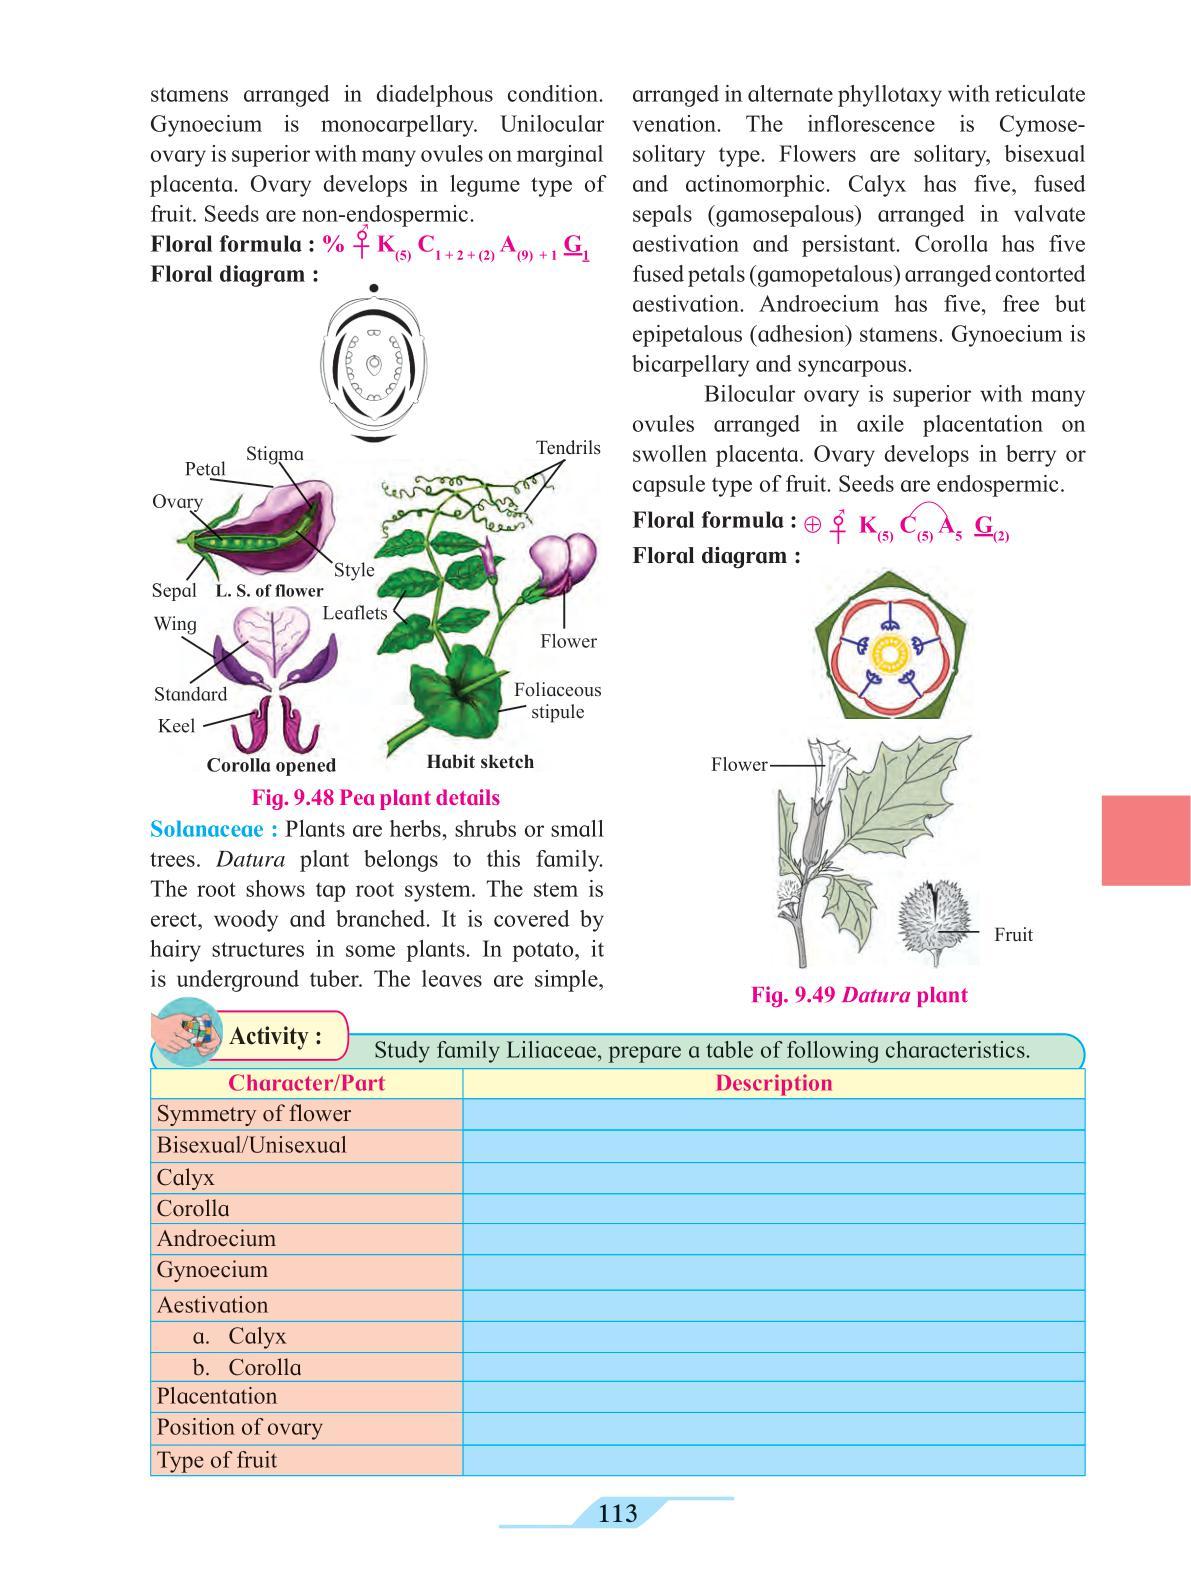 stamens arranged in diadelphous condition.
Gynoecium is monocarpellary. Unilocular
ovary is superior with many ovules on marginal
placenta. Ovary develops in legume type of
fruit. Seeds are non-endospermic.
Floral formula : % ⚥ K(5) C1 + 2 + (2) A(9) + 1 G1
Floral diagram :
Stigma
Petal
Ovary
Style
Sepal
L. S. of flower
Wing
Standard
Keel
Corolla opened
Tendrils
Leaflets
Flower
Foliaceous
stipule
Habit sketch
Fig. 9.48 Pea plant details
Solanaceae : Plants are herbs, shrubs or small
trees. Datura plant belongs to this family.
The root shows tap root system. The stem is
erect, woody and branched. It is covered by
hairy structures in some plants. In potato, it
is underground tuber. The leaves are simple,
arranged in alternate phyllotaxy with reticulate
venation. The inflorescence is Cymose-
solitary type. Flowers are solitary, bisexual
and actinomorphic. Calyx has five, fused
sepals (gamosepalous) arranged in valvate
aestivation and persistant. Corolla has five
fused petals (gamopetalous) arranged contorted
aestivation. Androecium has five, free but
epipetalous (adhesion) stamens. Gynoecium is
bicarpellary and syncarpous.
Bilocular ovary is superior with many
ovules arranged in axile placentation on
swollen placenta. Ovary develops in berry or
capsule type of fruit. Seeds are endospermic.
Floral formula : ⊕ ⚥ K(5) C(5) A5 G(2)
Floral diagram :
Flower
Fruit
Fig. 9.49 Datura plant
Activity :
Study family Liliaceae, prepare a table of following characteristics.
Character/Part Description
Symmetry of flower
Bisexual/Unisexual
Calyx
Corolla
Androecium
Gynoecium
Aestivation
a. Calyx
b. Corolla
Placentation
Position of ovary
Type of fruit
113